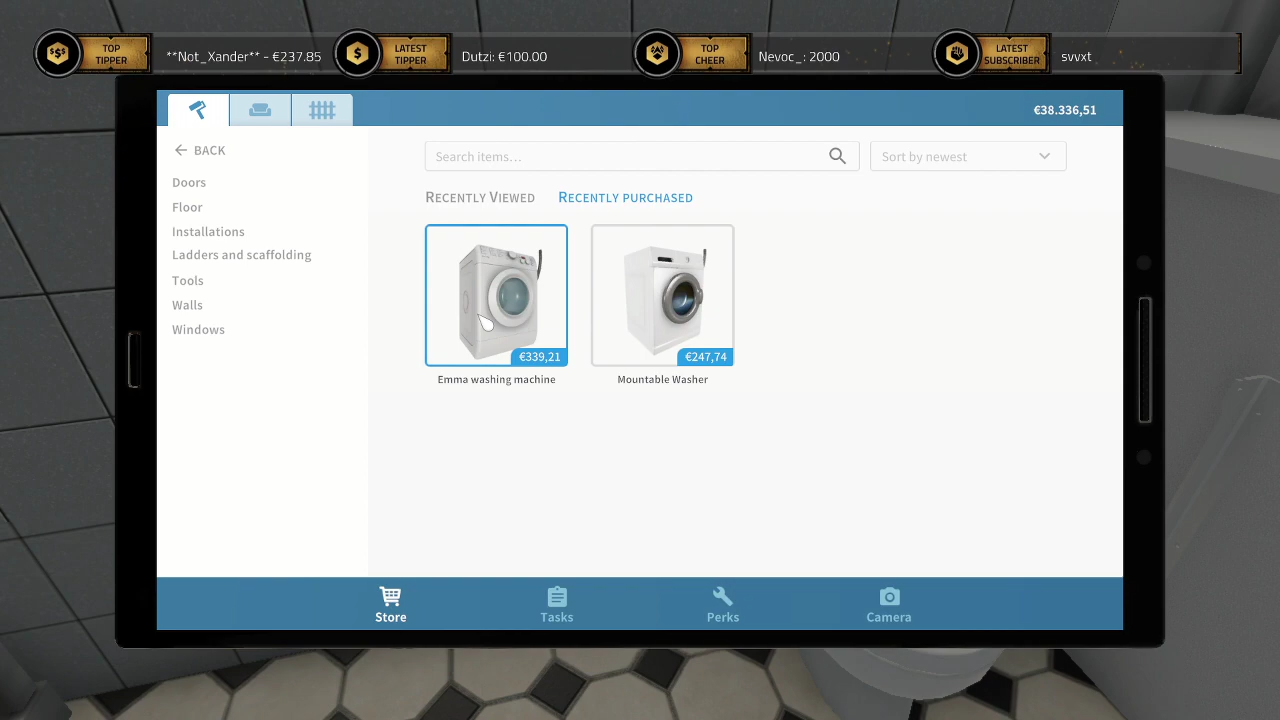 TOP
TIPPER
**Not_Xander** - €237.85
LATEST
TIPPER
Dutzi: €100.00
TOP
CHEER
Nevoc_: 2000
LATEST
SUBSCRIBER
svvxt
€38.336,51
BACK
Doors
Floor
Installations
Ladders and scaffolding
Tools
Walls
Windows
Search items...
Sort by newest
RECENTLY VIEWED
RECENTLY PURCHASED
€339,21
Emma washing machine
€247,74
Mountable Washer
Store
Tasks
Perks
Camera